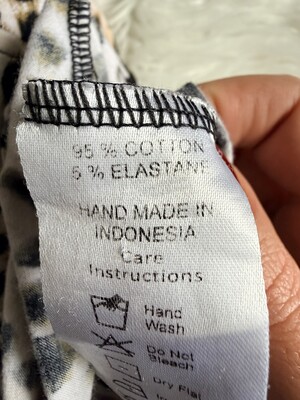 95 % COTTON
5 % ELASTANE
HAND MADE IN
INDONESIA
Care
Instructions
Hand
Wash
Do Not
Bleach
Dry Flat